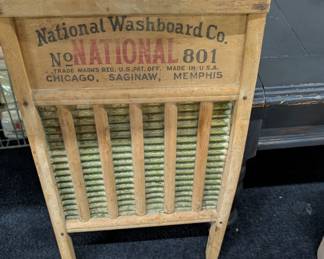 National Washboard Co.
No NATIONAL 801
TRADE MARKS REG. U.S. PAT. OFF. MADE IN U.S.A.
CHICAGO, SAGINAW, MEMPHIS